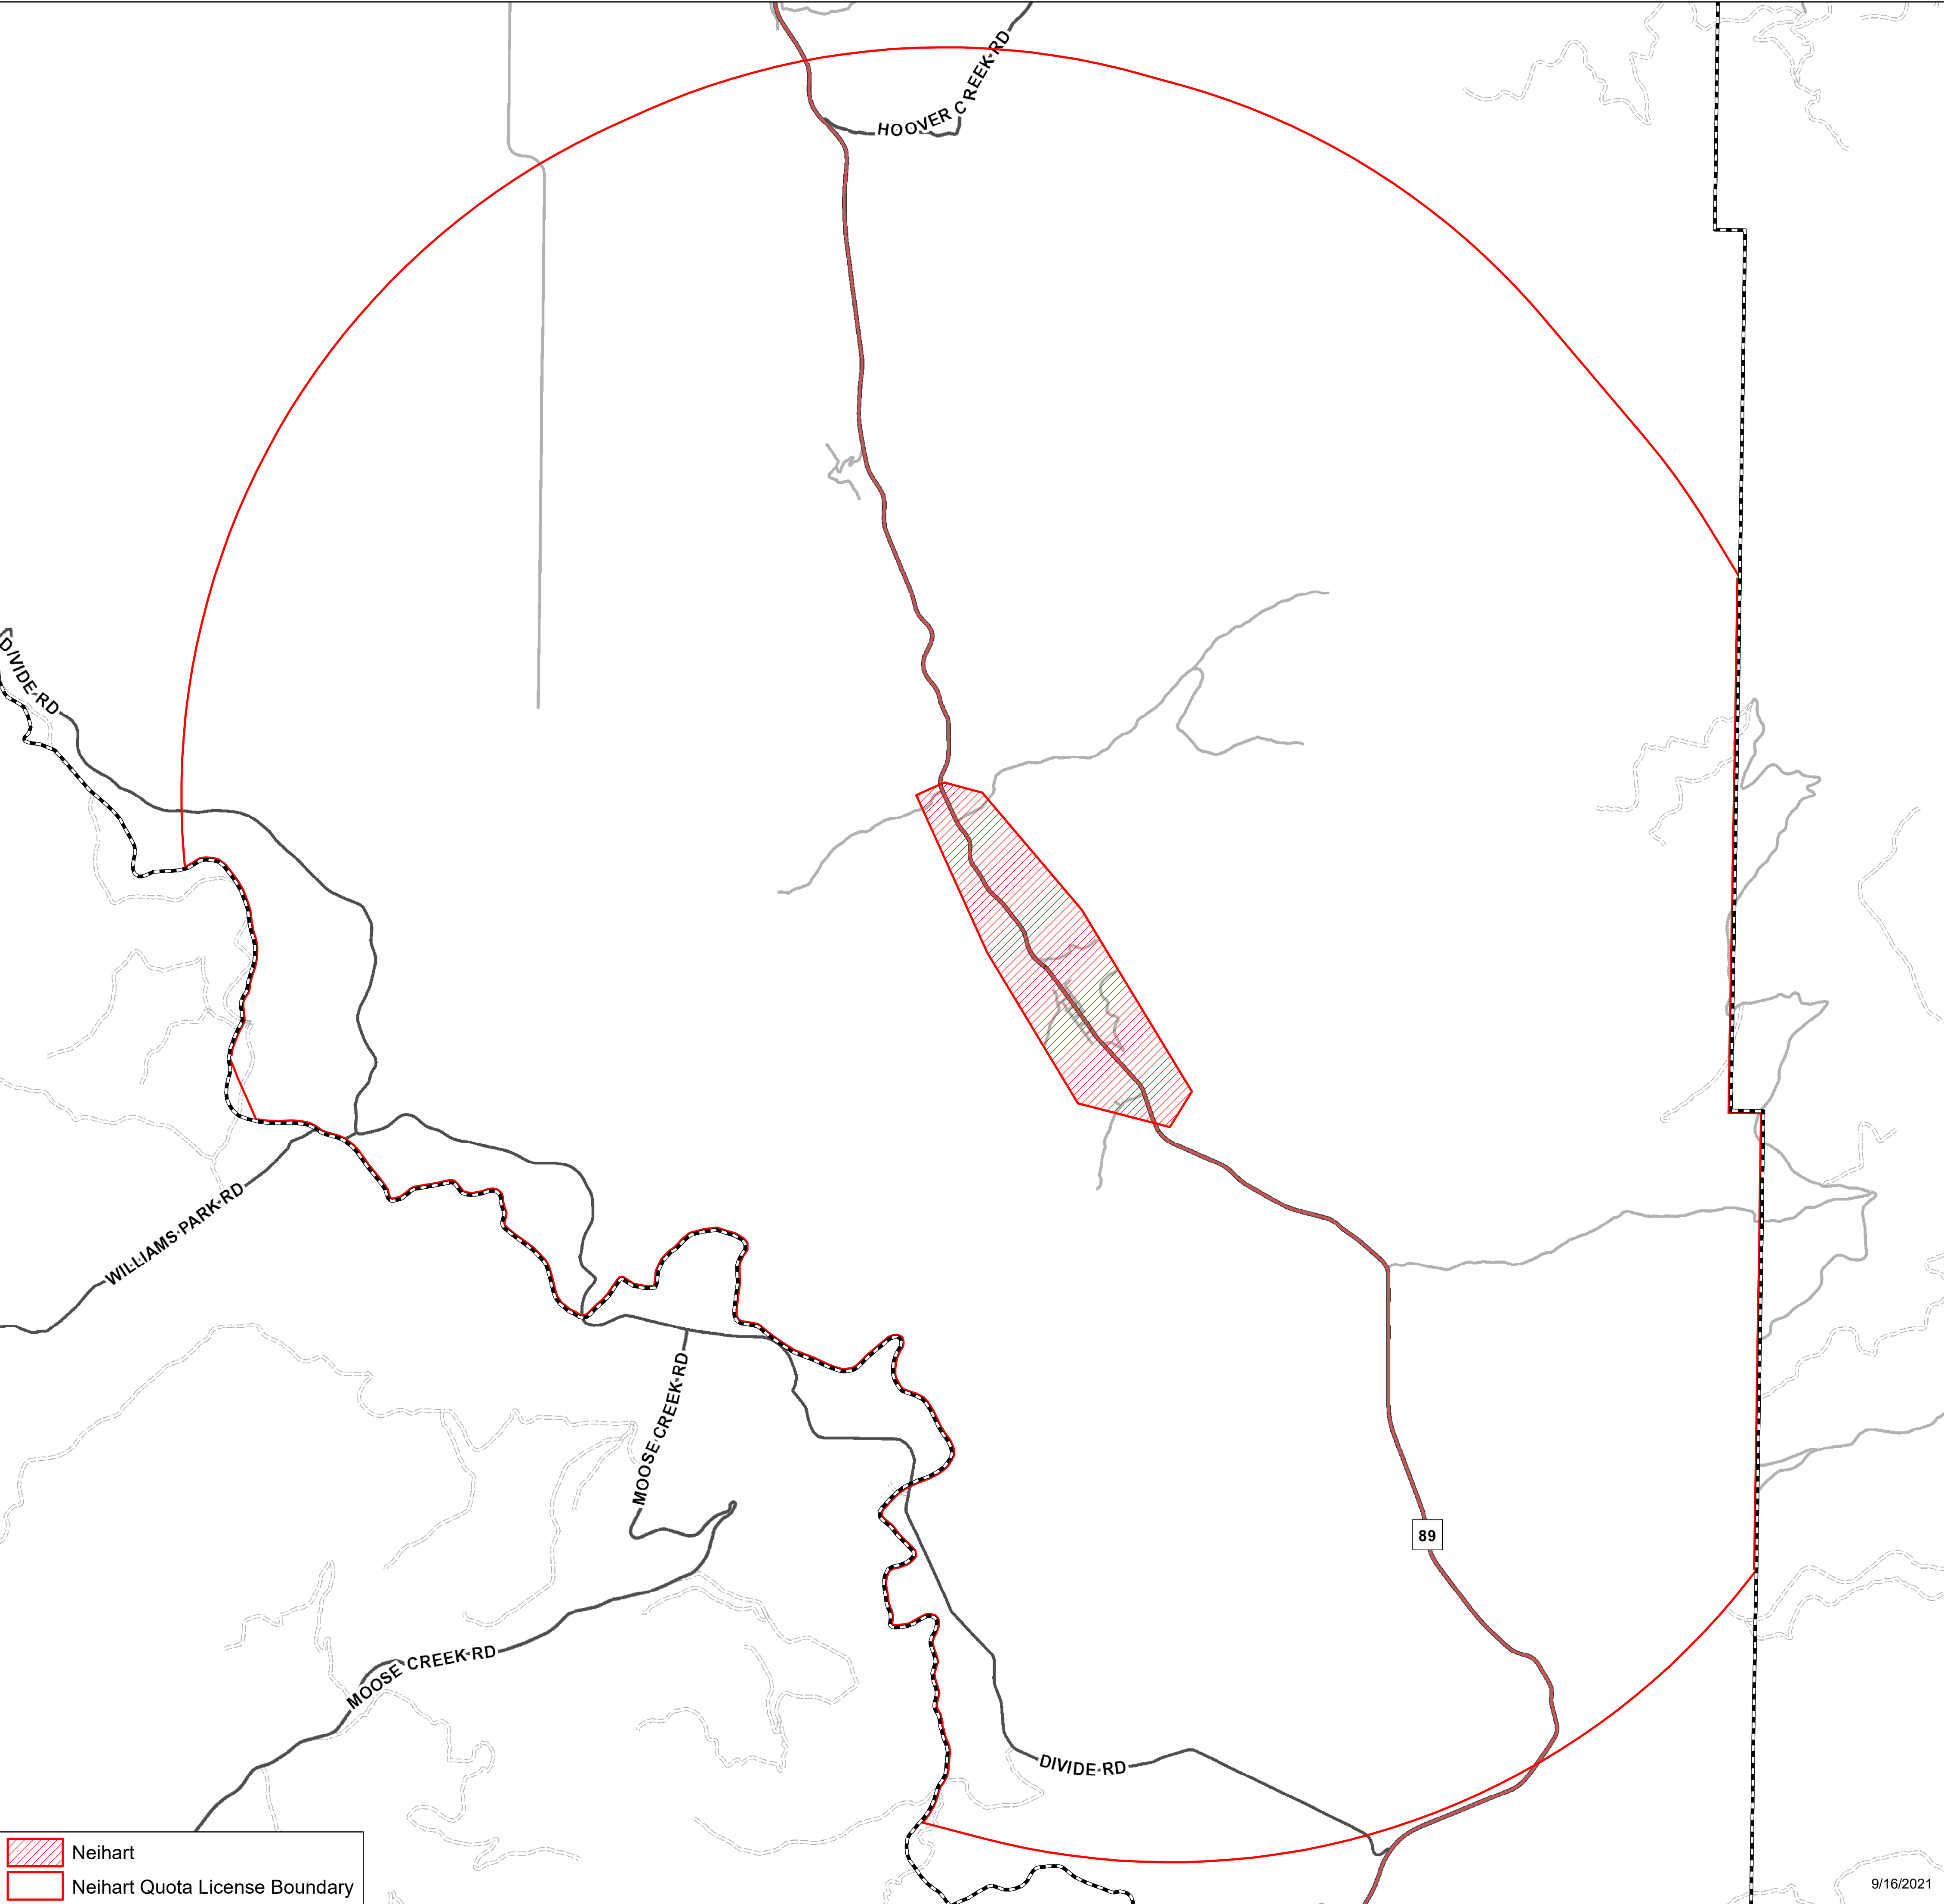 HOOVER CREEK RD
DIVIDE RD
WILLIAMS PARK RD
MOOSE CREEK RD
89
MOOSE CREEK RD
DIVIDE RD
Neihart
Neihart Quota License Boundary
9/16/2021